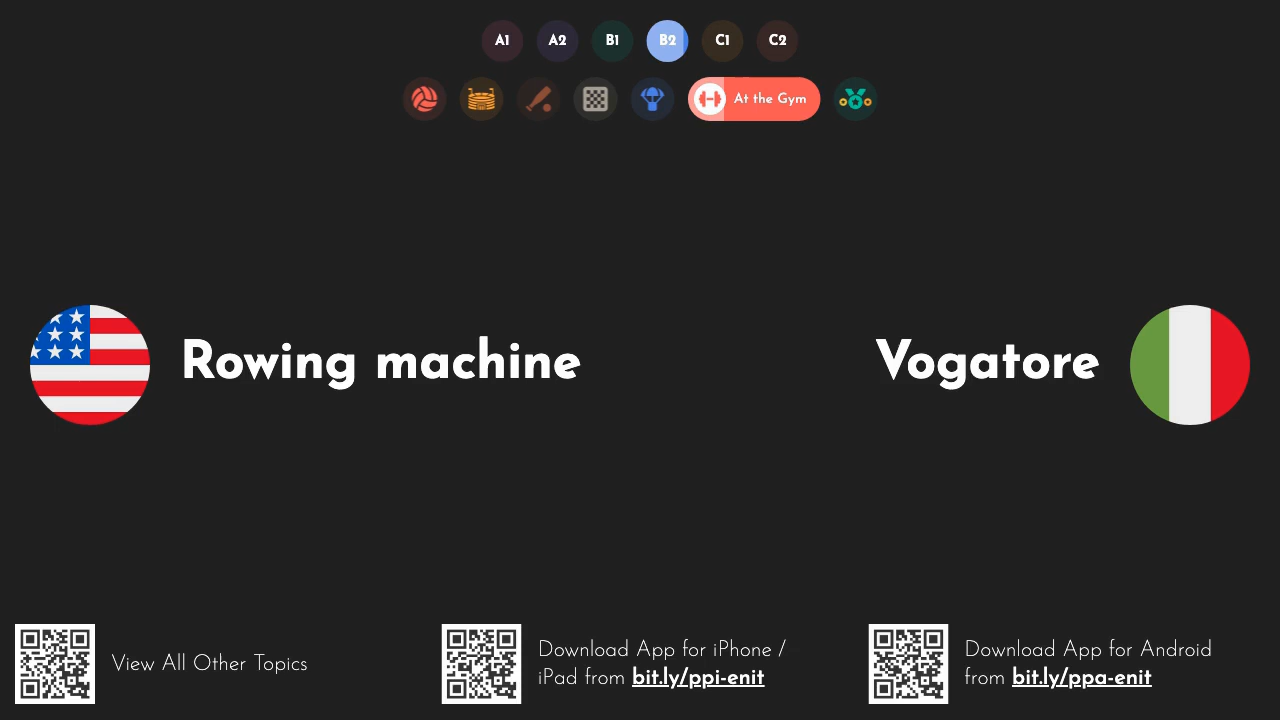 A1 A2 B1 B2 C1 C2
At the Gym
Rowing machine
Vogatore
View All Other Topics
Download App for iPhone /
iPad from bit.ly/ppi-enit
Download App for Android
from bit.ly/ppa-enit